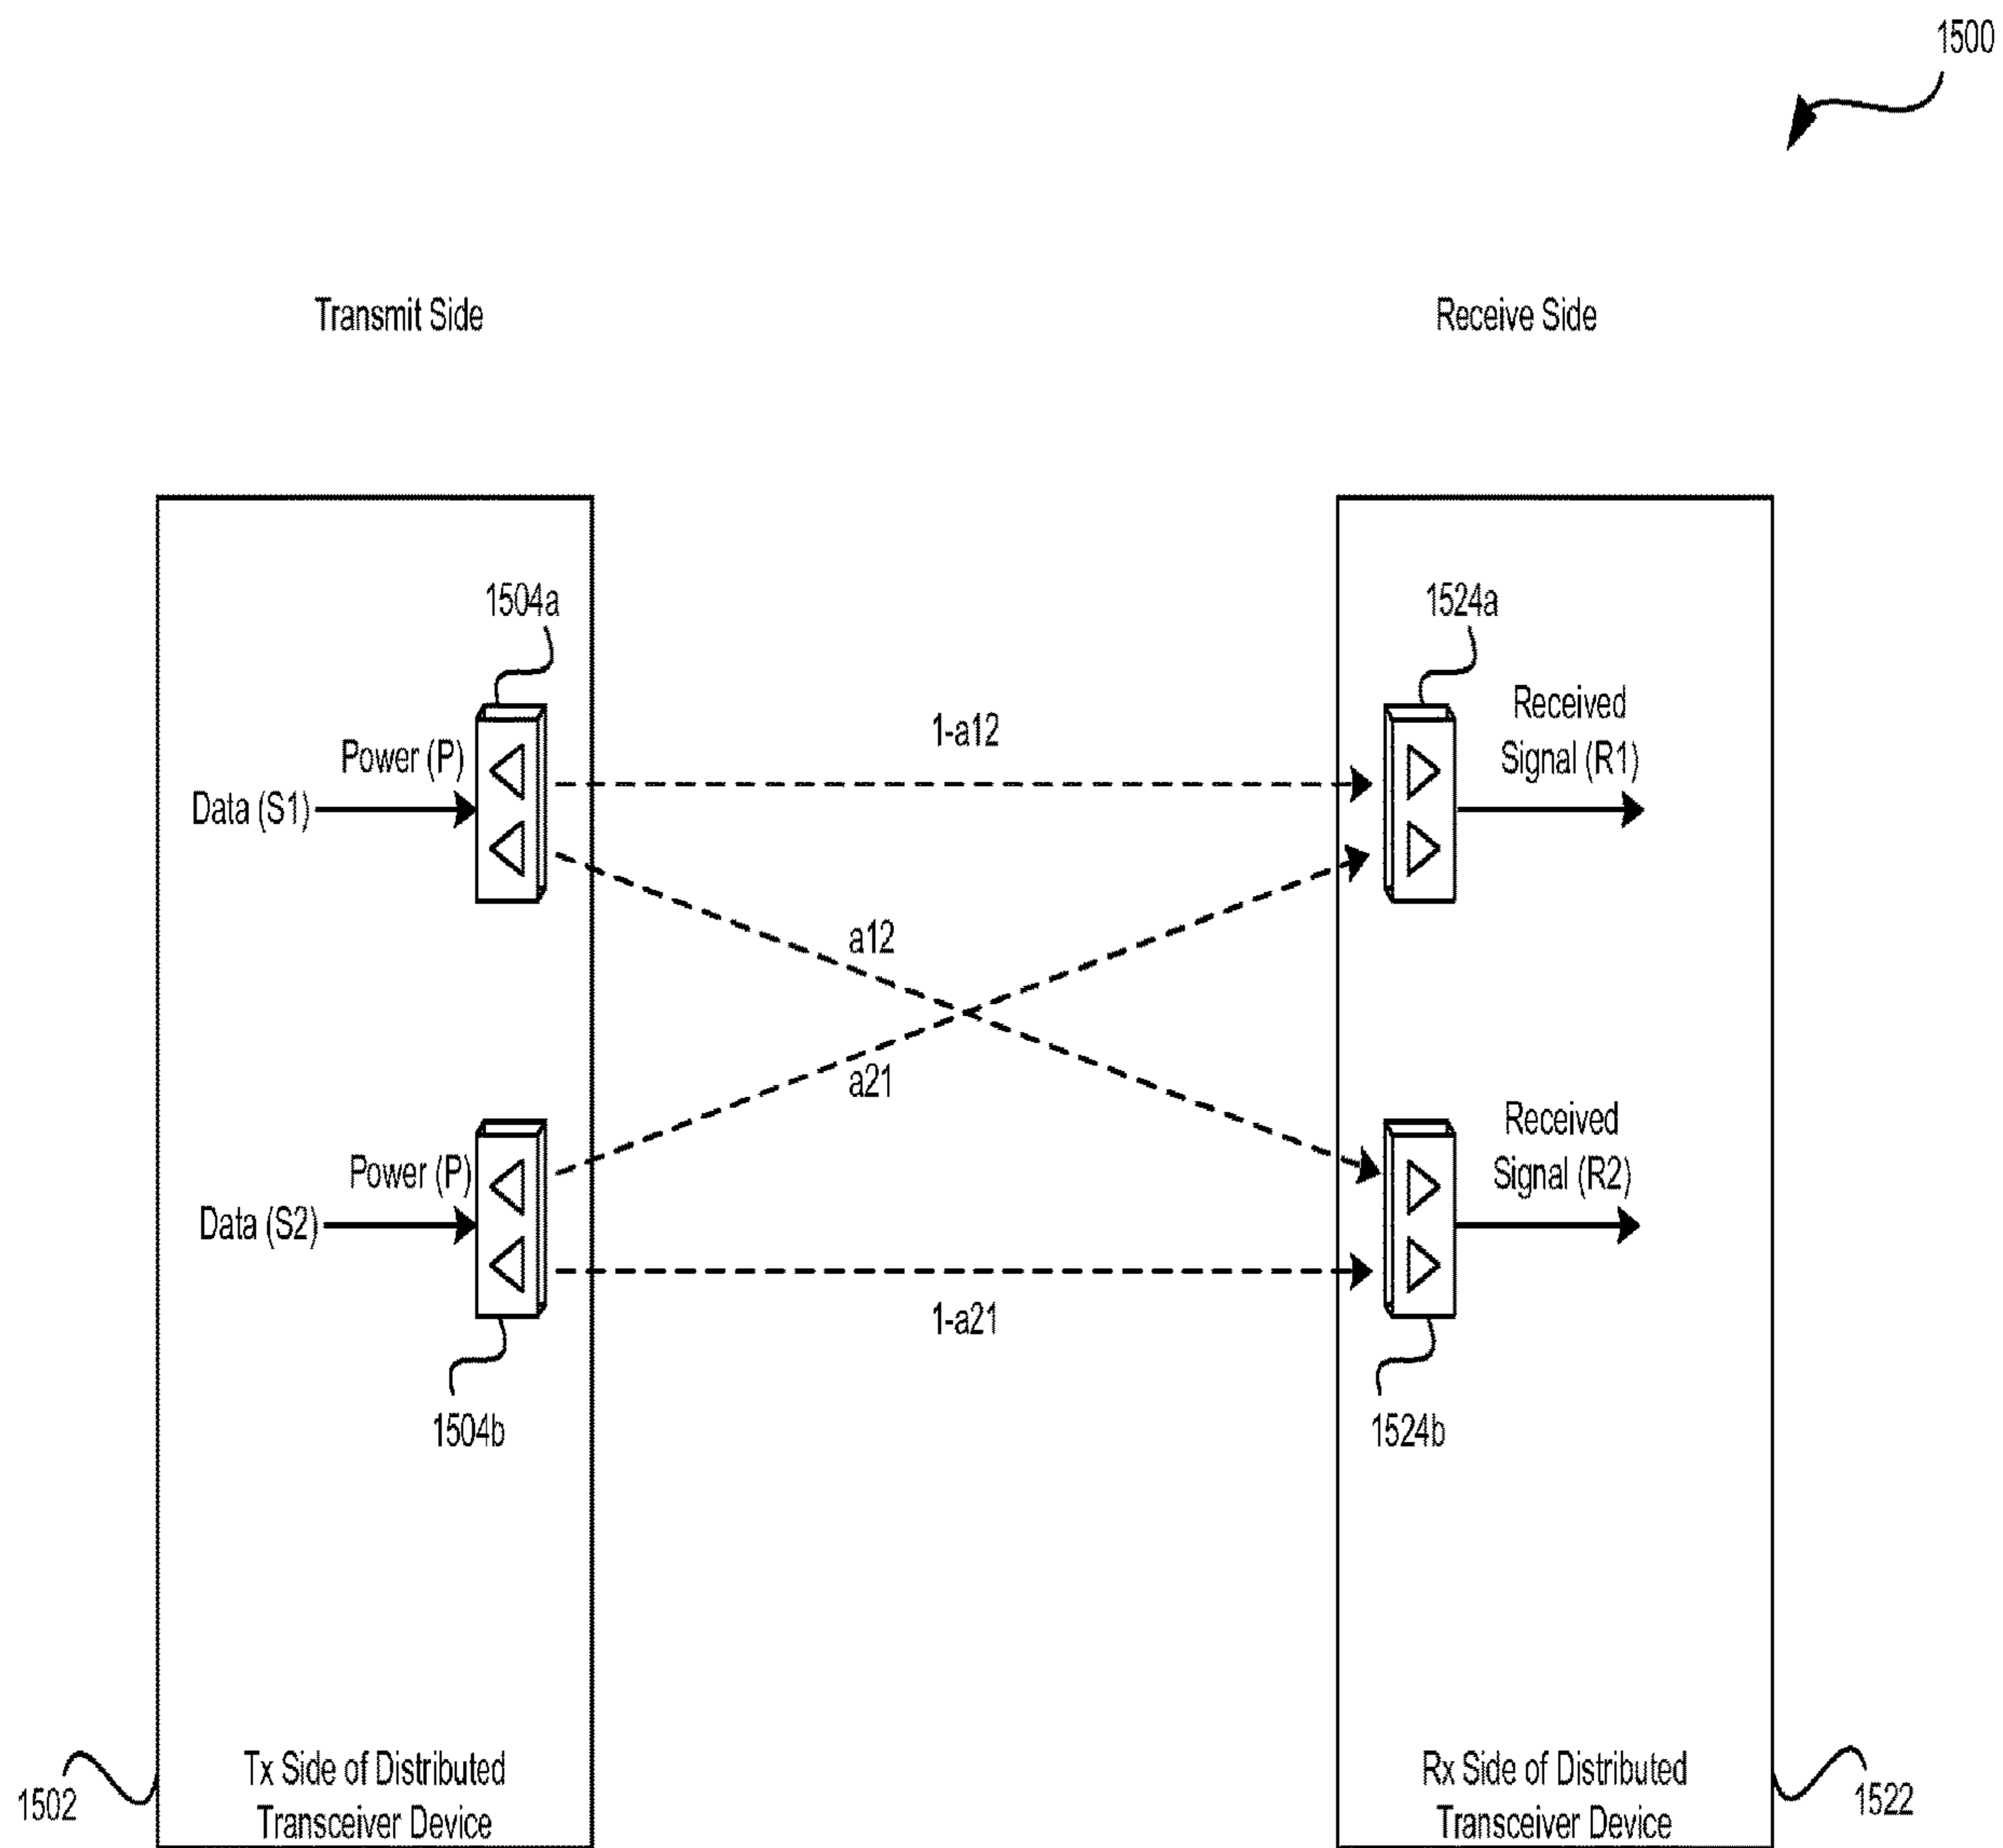 1500
Transmit Side
Receive Side
1504a
1524a
Power (P)
Data (S1)
1-a12
Received
Signal (R1)
a12
a21
Power (P)
Data (S2)
Received
Signal (R2)
1-a21
1504b
1524b
Tx Side of Distributed
Transceiver Device
1502
Rx Side of Distributed
Transceiver Device
1522